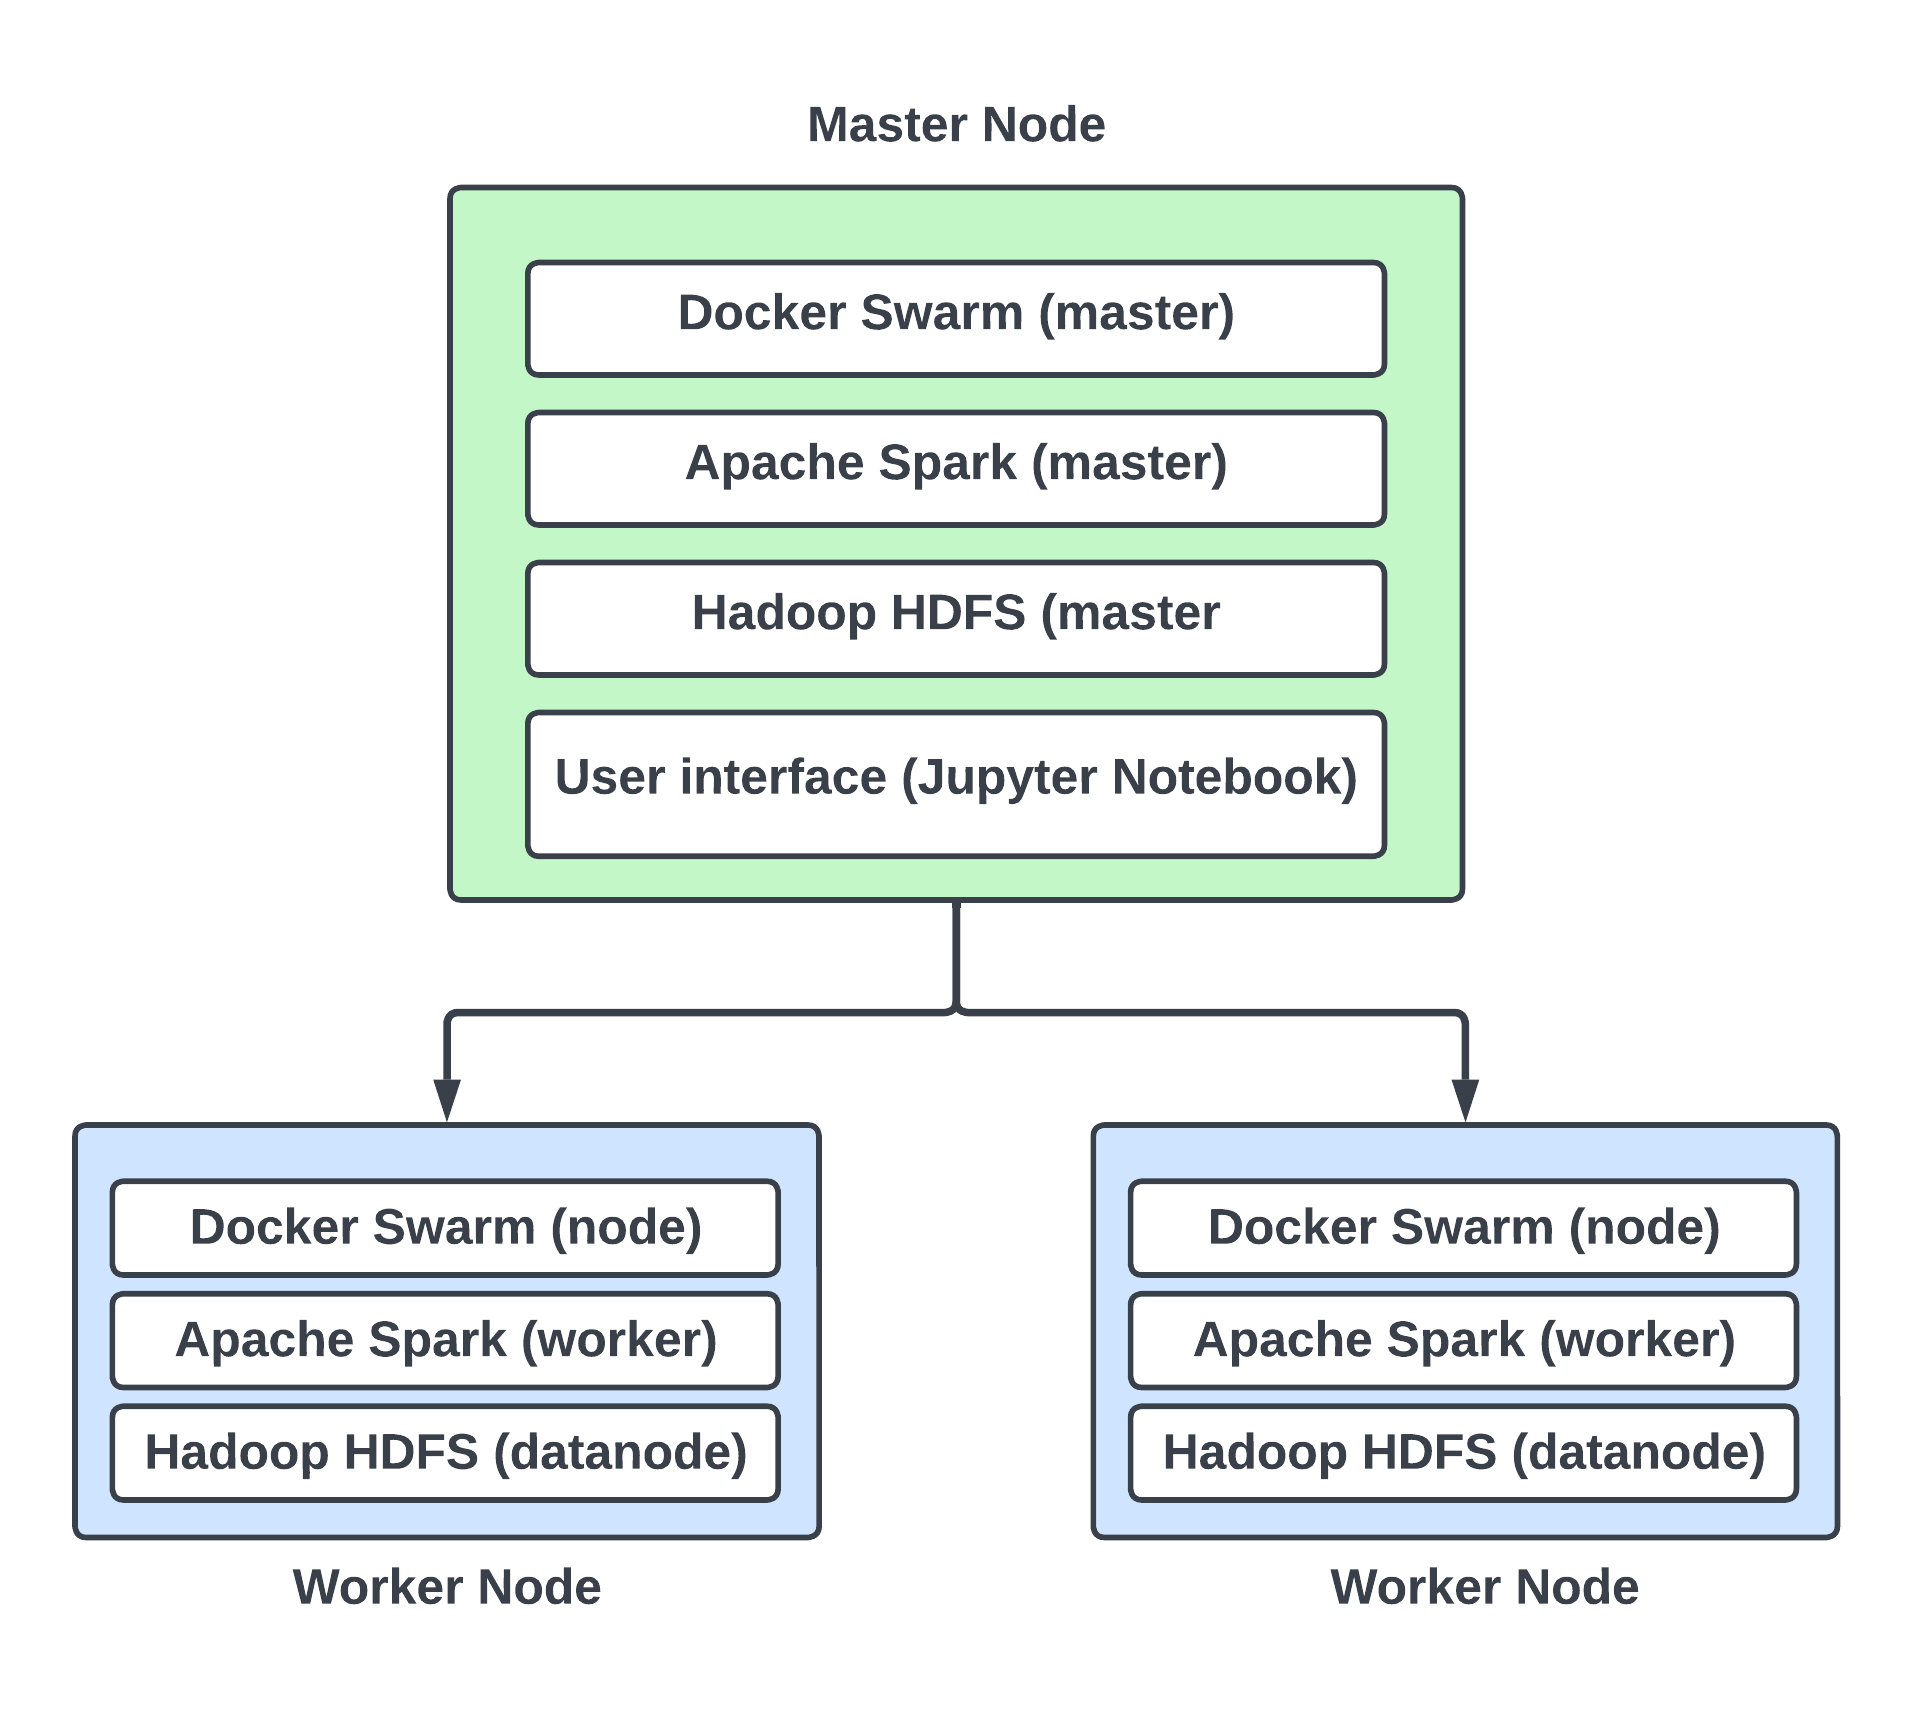 Master Node
Docker Swarm (master)
Apache Spark (master)
Hadoop HDFS (master
User interface (Jupyter Notebook)
Docker Swarm (node)
Apache Spark (worker)
Hadoop HDFS (datanode)
Worker Node
Docker Swarm (node)
Apache Spark (worker)
Hadoop HDFS (datanode)
Worker Node